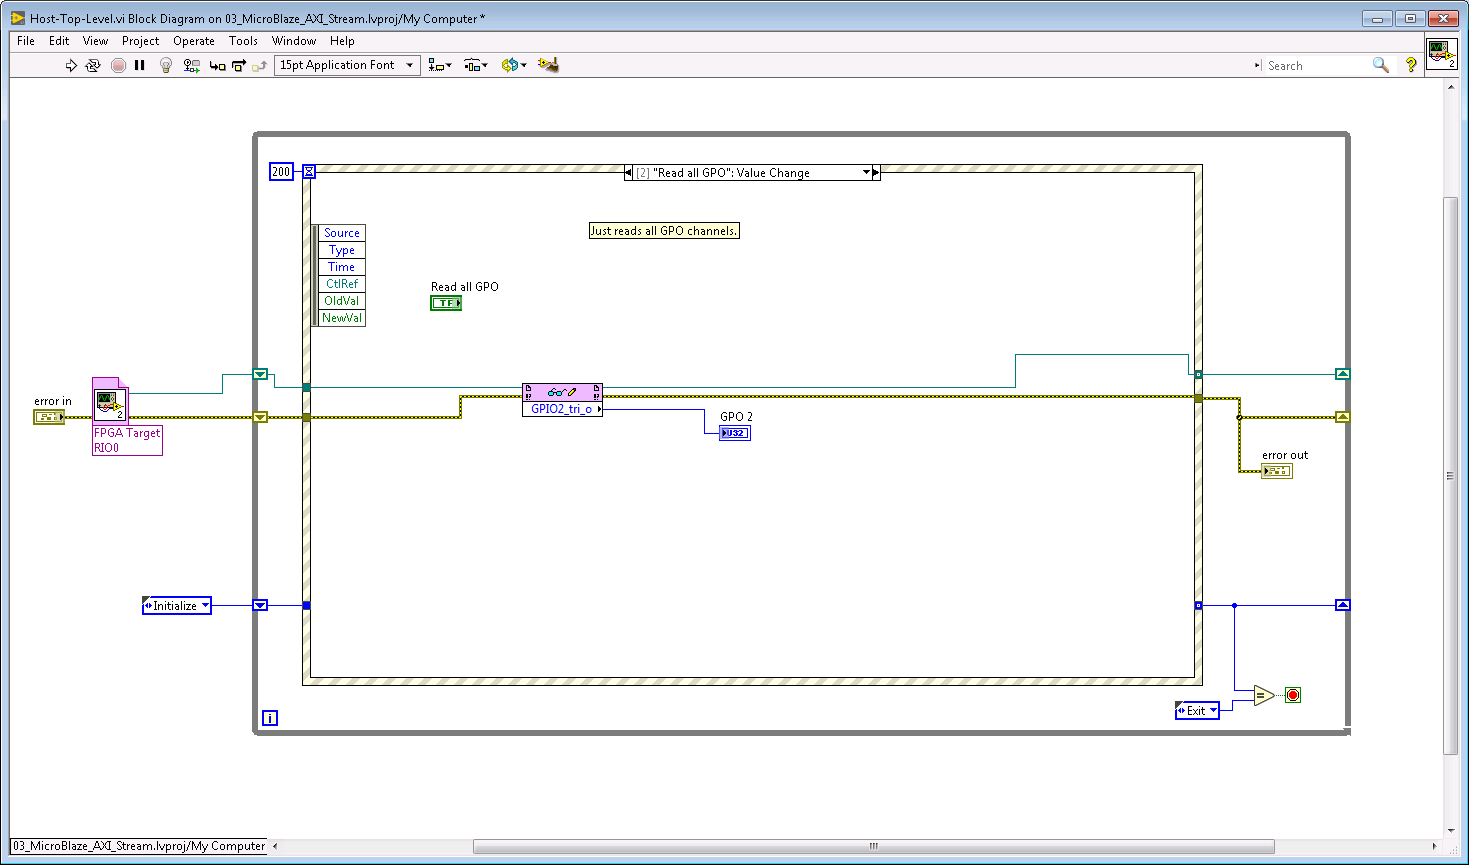 Host-Top-Level.vi Block Diagram on 03_MicroBlaze_AXI_Stream.lvproj/My Computer *
File Edit View Project Operate Tools Window Help
15pt Application Font
Search
?
2
200
[2] "Read all GPO": Value Change
Just reads all GPO channels.
Source
Type
Time
CtlRef
OldVal
NewVal
Read all GPO
TF
error in
2
FPGA Target
RIO0
GPIO2_tri_o
GPO 2
U32
error out
Initialize
=
Exit
i
03_MicroBlaze_AXI_Stream.lvproj/My Computer